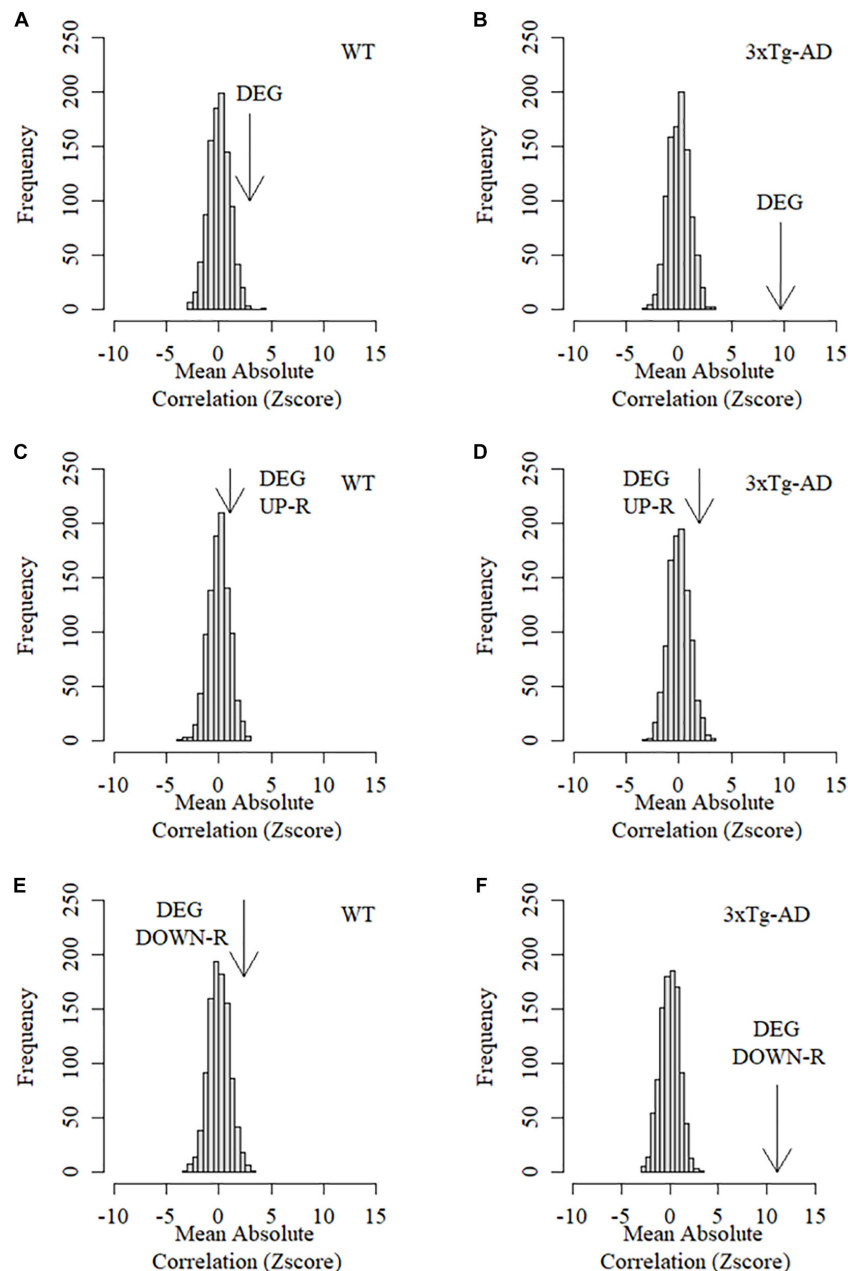 A
B
250
200
150
100
50
0
Frequency
WT
DEG
-10 -5 0 5 10 15
Mean Absolute
Correlation (Zscore)
250
200
150
100
50
0
Frequency
3xTg-AD
DEG
-10 -5 0 5 10 15
Mean Absolute
Correlation (Zscore)
C
D
250
200
150
100
50
0
Frequency
DEG
UP-R
WT
-10 -5 0 5 10 15
Mean Absolute
Correlation (Zscore)
250
200
150
100
50
0
Frequency
DEG
UP-R
3xTg-AD
-10 -5 0 5 10 15
Mean Absolute
Correlation (Zscore)
E
F
250
200
150
100
50
0
Frequency
DEG
DOWN-R
WT
-10 -5 0 5 10 15
Mean Absolute
Correlation (Zscore)
250
200
150
100
50
0
Frequency
3xTg-AD
DEG
DOWN-R
-10 -5 0 5 10 15
Mean Absolute
Correlation (Zscore)